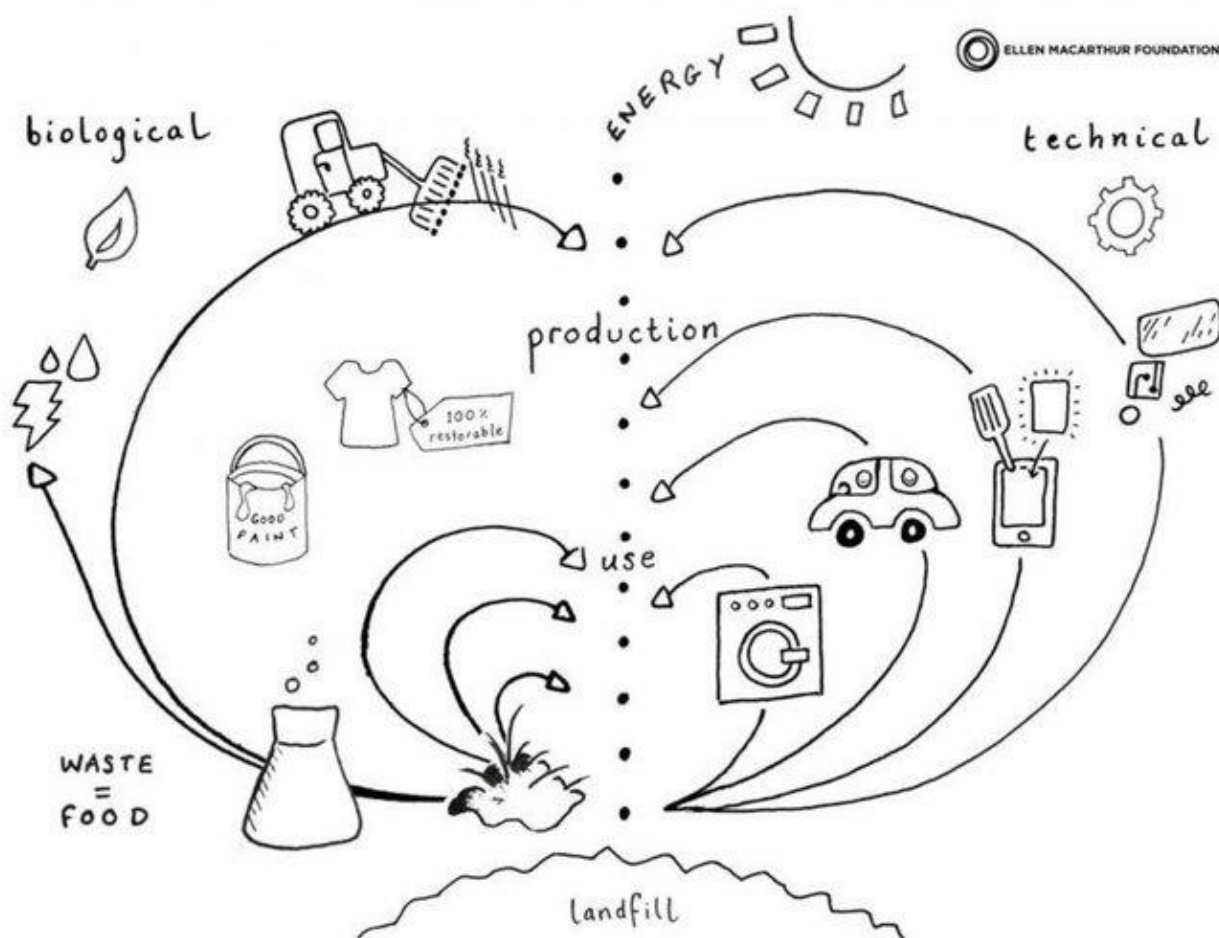 ELLEN MACARTHUR FOUNDATION
ENERGY
biological
technical
production
100%
restorable
GOOD
PAINT
use
WASTE
=
FOOD
landfill